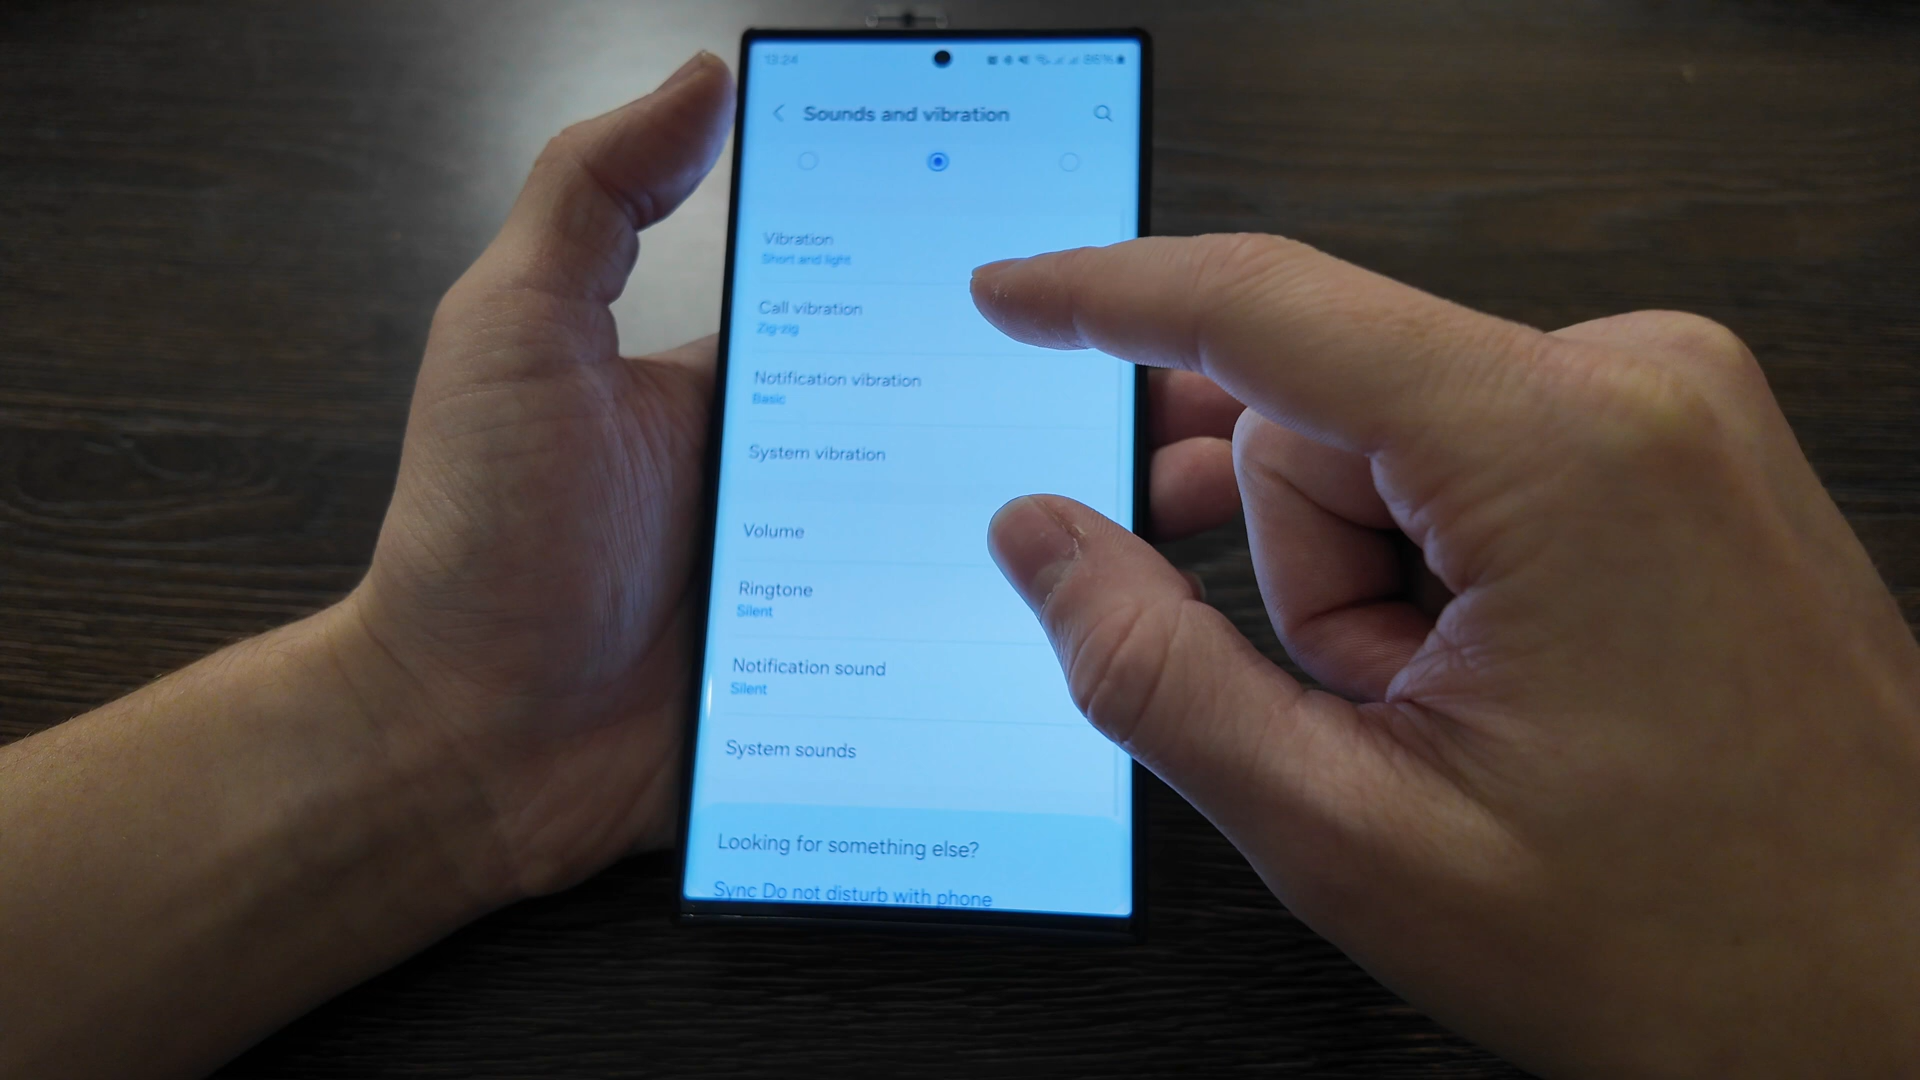 13:24
86%
Sounds and vibration
Vibration
Short and light
Call vibration
Zig-zig
Notification vibration
Basic
System vibration
Volume
Ringtone
Silent
Notification sound
Silent
System sounds
Looking for something else?
Sync Do not disturb with phone